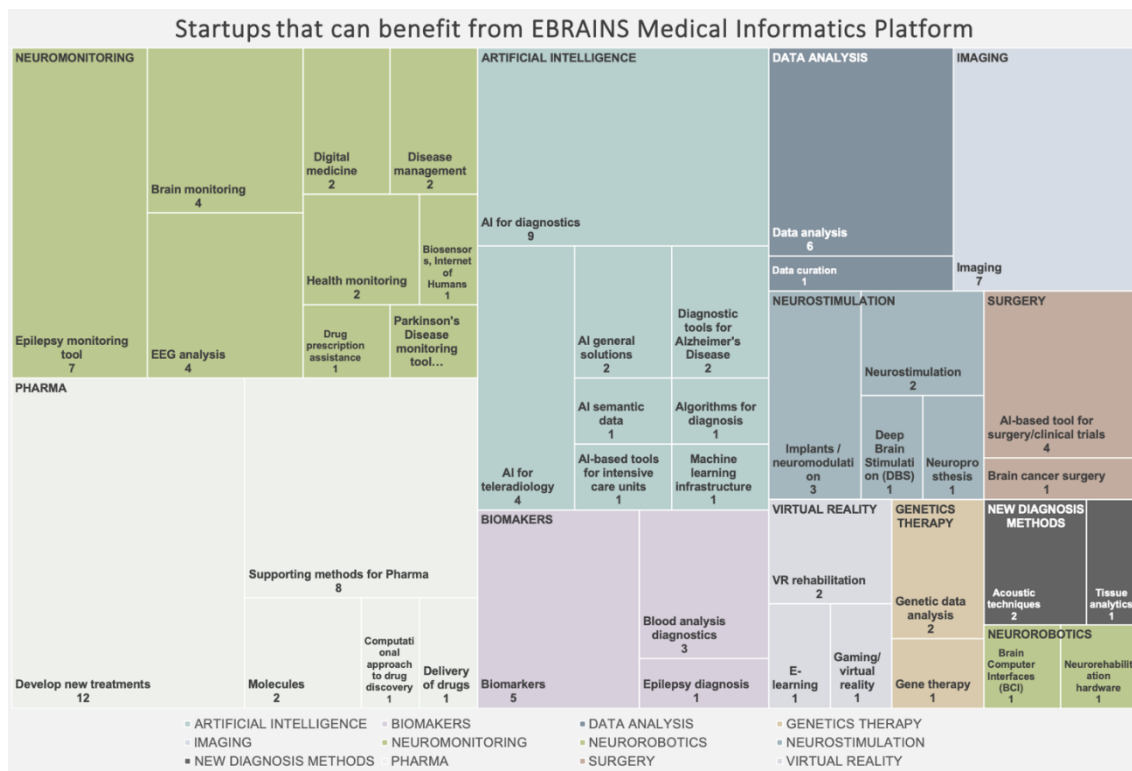 Startups that can benefit from EBRAINS Medical Informatics Platform
NEUROMONITORING
Epilepsy monitoring
tool
7
Brain monitoring
4
EEG analysis
4
Digital
medicine
2
Disease
management
2
Health monitoring
2
Biosensor
s, Internet
of
Humans
1
Drug
prescription
assistance
1
Parkinson's
Disease
monitoring
tool...
PHARMA
Develop new treatments
12
Supporting methods for Pharma
8
Molecules
2
Computati
onal
approach
to drug
discovery
1
Delivery
of drugs
1
ARTIFICIAL INTELLIGENCE
AI for diagnostics
9
AI for
teleradiology
4
AI general
solutions
2
Diagnostic
tools for
Alzheimer's
Disease
2
AI semantic
data
1
Algorithms for
diagnosis
1
AI-based tools
for intensive
care units
1
Machine
learning
infrastructure
1
BIOMAKERS
Biomarkers
5
Blood analysis
diagnostics
3
Epilepsy diagnosis
1
DATA ANALYSIS
Data analysis
6
Data curation
1
IMAGING
Imaging
7
NEUROSTIMULATION
Implants /
neuromodulati
on
3
Neurostimulation
2
Deep
Brain
Stimulati
on (DBS)
1
Neuropro
sthesis
1
SURGERY
AI-based tool for
surgery/clinical trials
4
Brain cancer surgery
1
VIRTUAL REALITY
VR rehabilitation
2
E-
learning
1
Gaming/
virtual
reality
1
GENETICS
THERAPY
Genetic data
analysis
2
Gene therapy
1
NEW DIAGNOSIS
METHODS
Acoustic
techniques
2
Tissue
analytics
1
NEUROROBOTICS
Brain
Computer
Interfaces
(BCI)
1
Neurorehabilit
ation
hardware
1
ARTIFICIAL INTELLIGENCE
BIOMAKERS
DATA ANALYSIS
GENETICS THERAPY
IMAGING
NEUROMONITORING
NEUROROBOTICS
NEUROSTIMULATION
NEW DIAGNOSIS METHODS
PHARMA
SURGERY
VIRTUAL REALITY